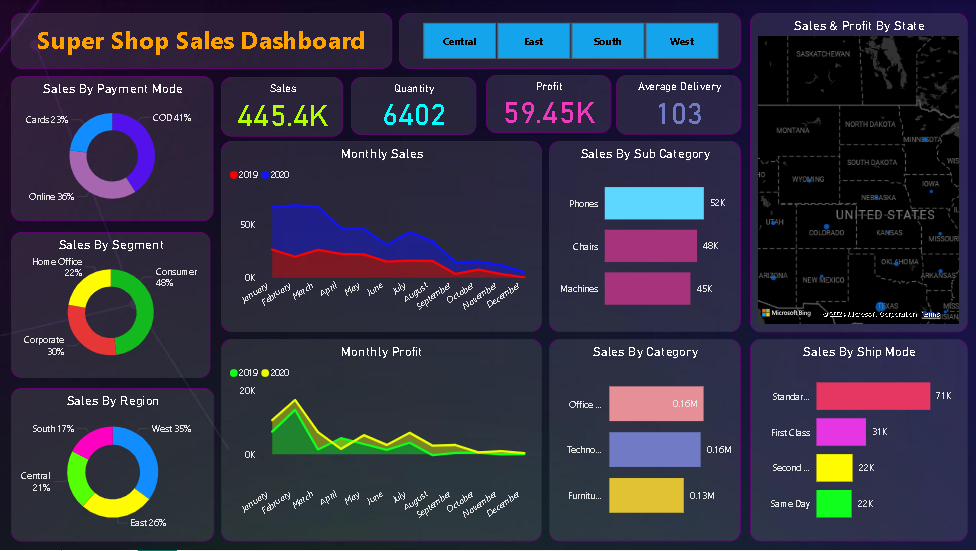 Super Shop Sales Dashboard
Central
East
South
West
Sales & Profit By State
Sales By Payment Mode
Cards 23%
COD 41%
Online 36%
Sales
445.4K
Quantity
6402
Profit
59.45K
Average Delivery
103
Monthly Sales
2019
2020
50K
0K
January
February
March
April
May
June
July
August
September
October
November
December
Sales By Sub Category
Phones
52K
Chairs
48K
Machines
45K
SASKATCHEWAN
MONTANA
NORTH DAKOTA
MINNESOTA
SOUTH DAKOTA
WIS
HO
WYOMING
IOWA
NEBRASKA
UNITED STATES
UTAH
COLORADO
KANSAS
MISSOURI
OKLAHOMA
ARIZONA
NEW MEXICO
ARKANSAS
TEXAS
Microsoft Bing
Microsoft Corporation
Terms
Sales By Segment
Home Office
22%
Consumer
48%
Corporate
30%
Monthly Profit
2019
2020
20K
0K
January
February
March
April
May
June
July
August
September
October
November
December
Sales By Category
Office ...
0.16M
Techno...
0.16M
Furnitu...
0.13M
Sales By Ship Mode
Standar...
71K
First Class
31K
Second ...
22K
Same Day
22K
Sales By Region
South 17%
West 35%
Central
21%
East 26%